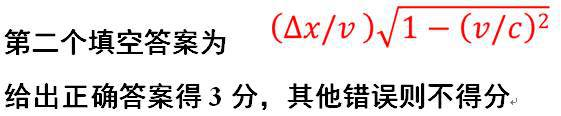 第二个填空答案为 (Δx/v)√1 − (v/c)²
给出正确答案得 3 分，其他错误则不得分